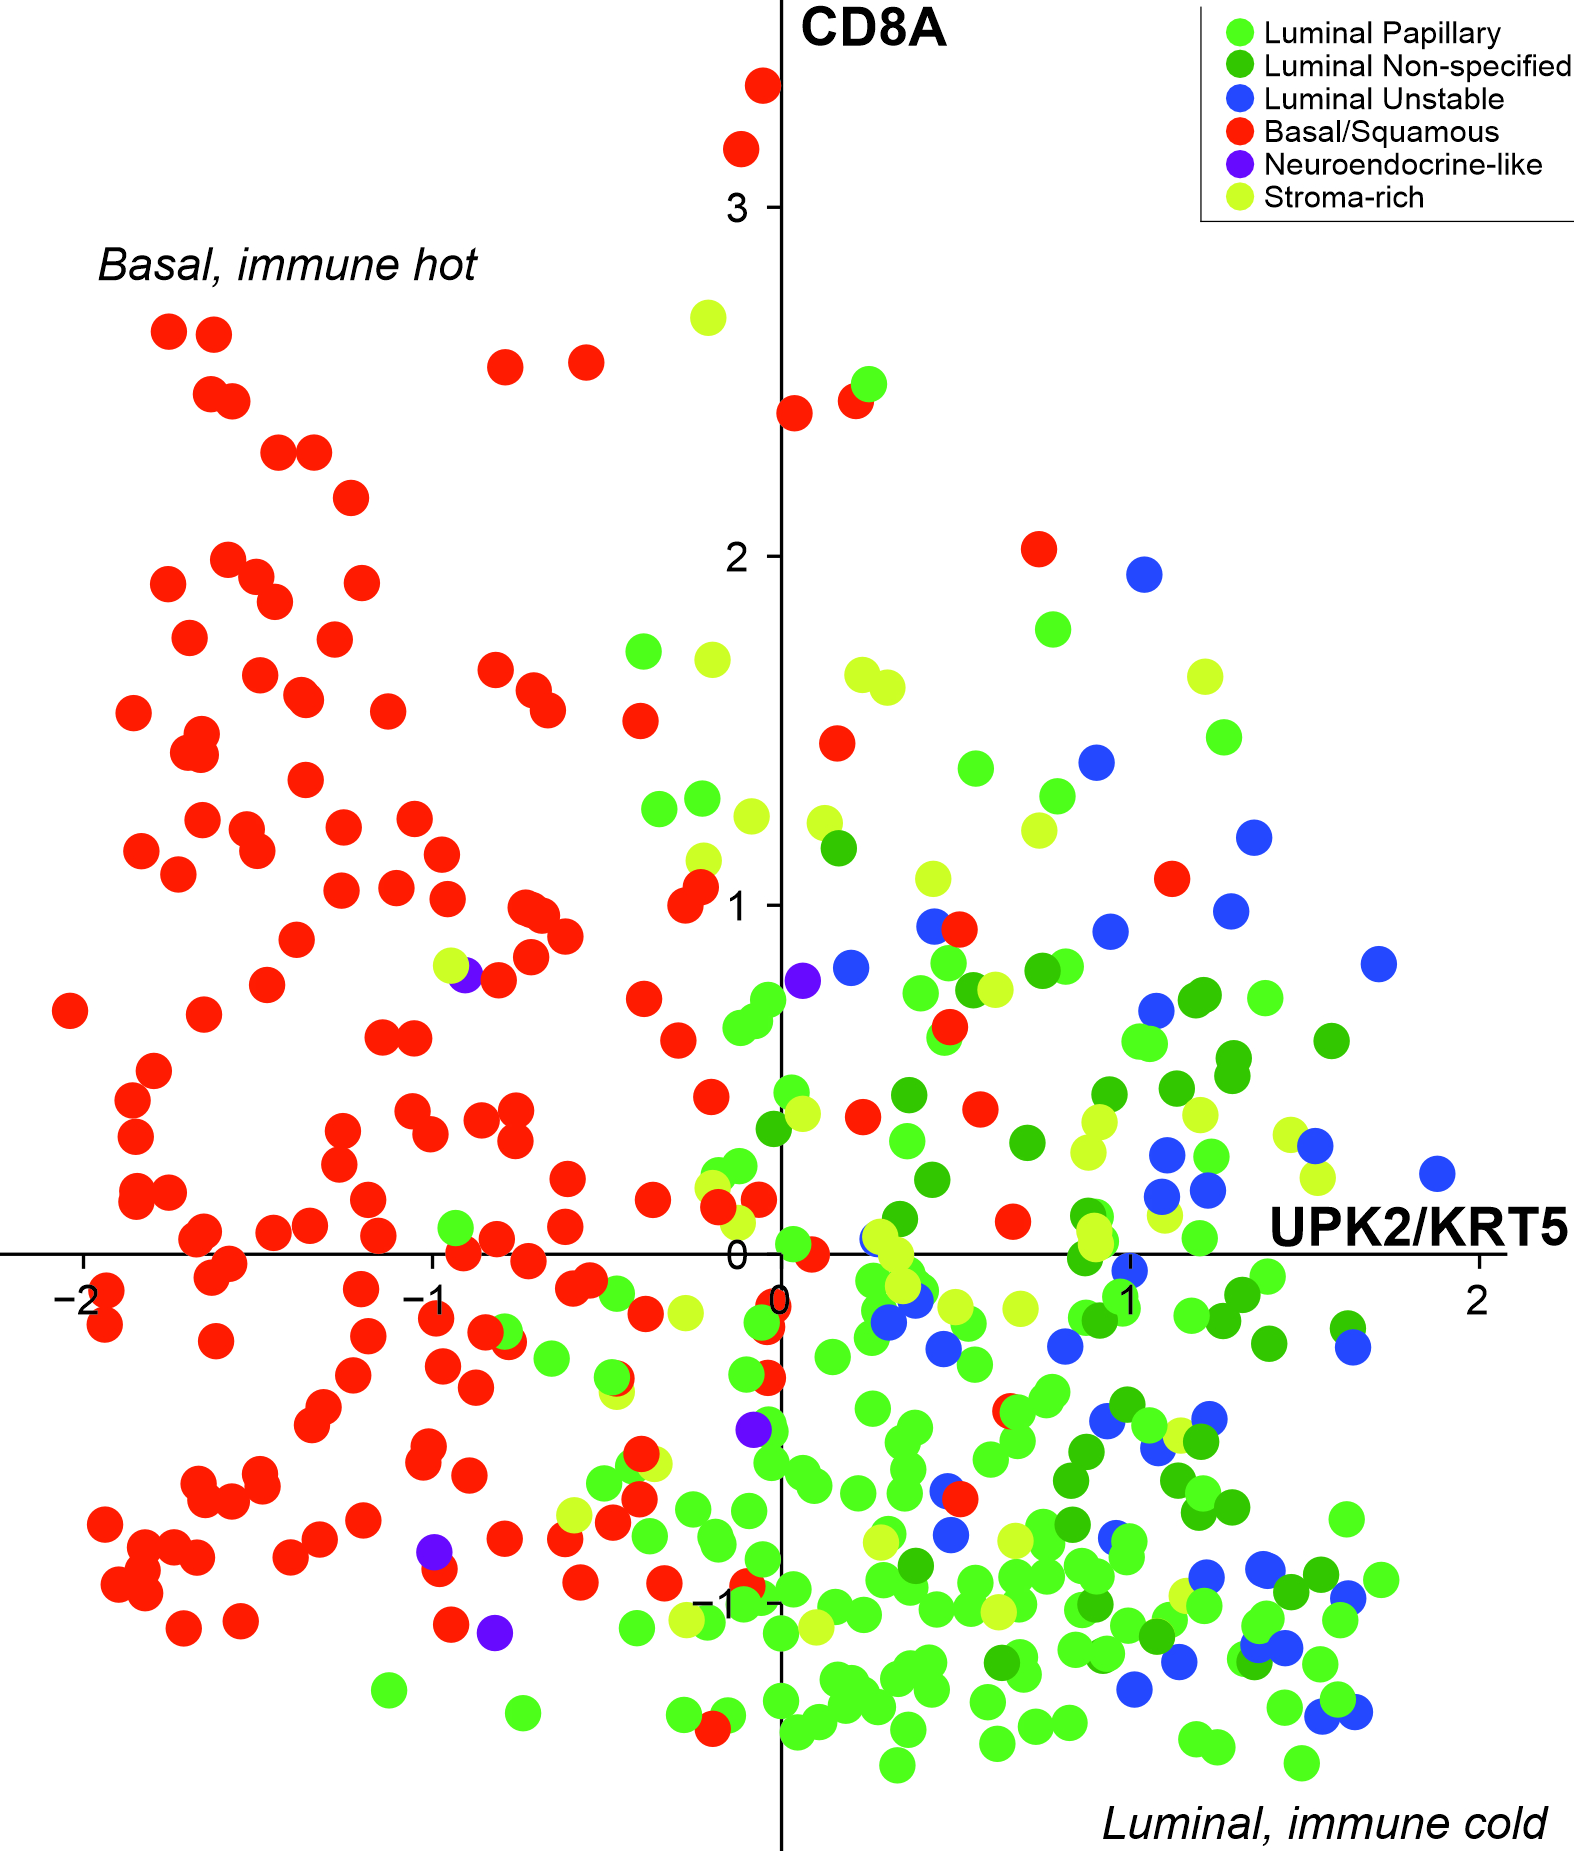 CD8A
Luminal Papillary
Luminal Non-specified
Luminal Unstable
Basal/Squamous
Neuroendocrine-like
Stroma-rich
3
Basal, immune hot
2
1
UPK2/KRT5
0
−2
−1
0
1
2
−1
Luminal, immune cold